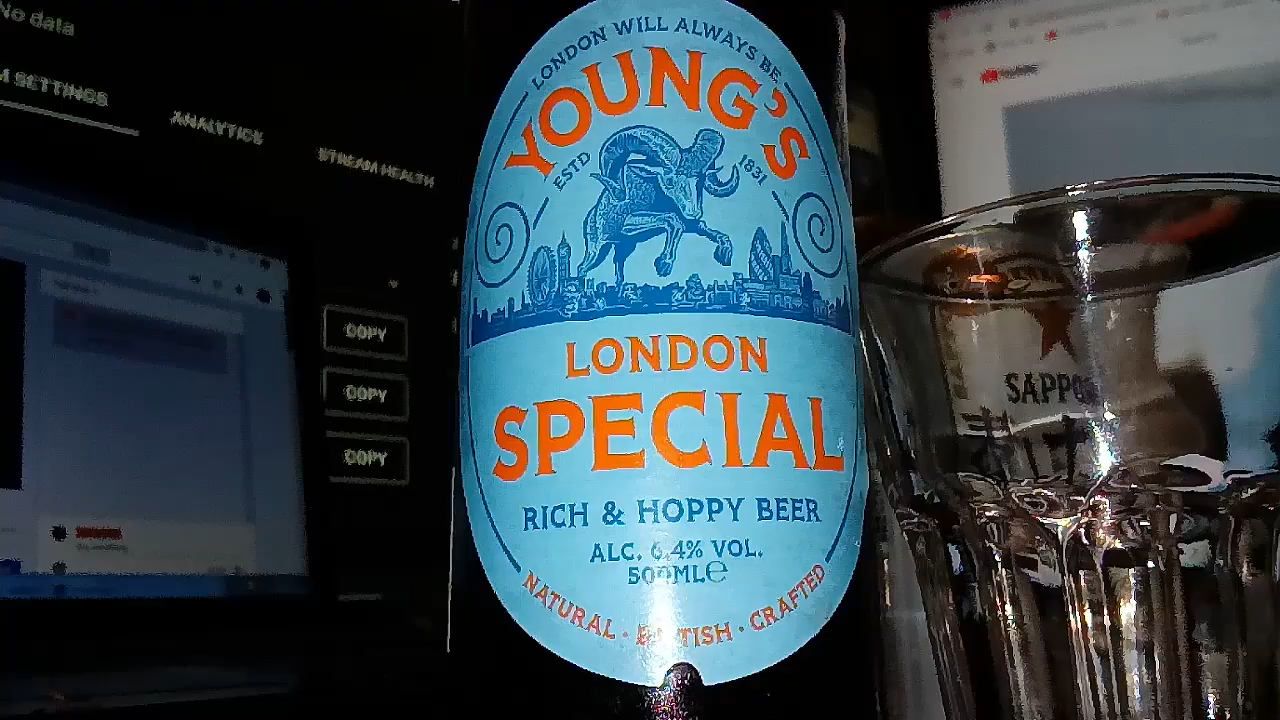 No data
M SETTINGS
ANALYTICS
STREAM HEALTH
COPY
COPY
COPY
LONDON WILL ALWAYS BE
YOUNG'S
ESTD 1831
LONDON
SPECIAL
RICH & HOPPY BEER
ALC. 6.4% VOL.
500ML℮
NATURAL · BRITISH · CRAFTED